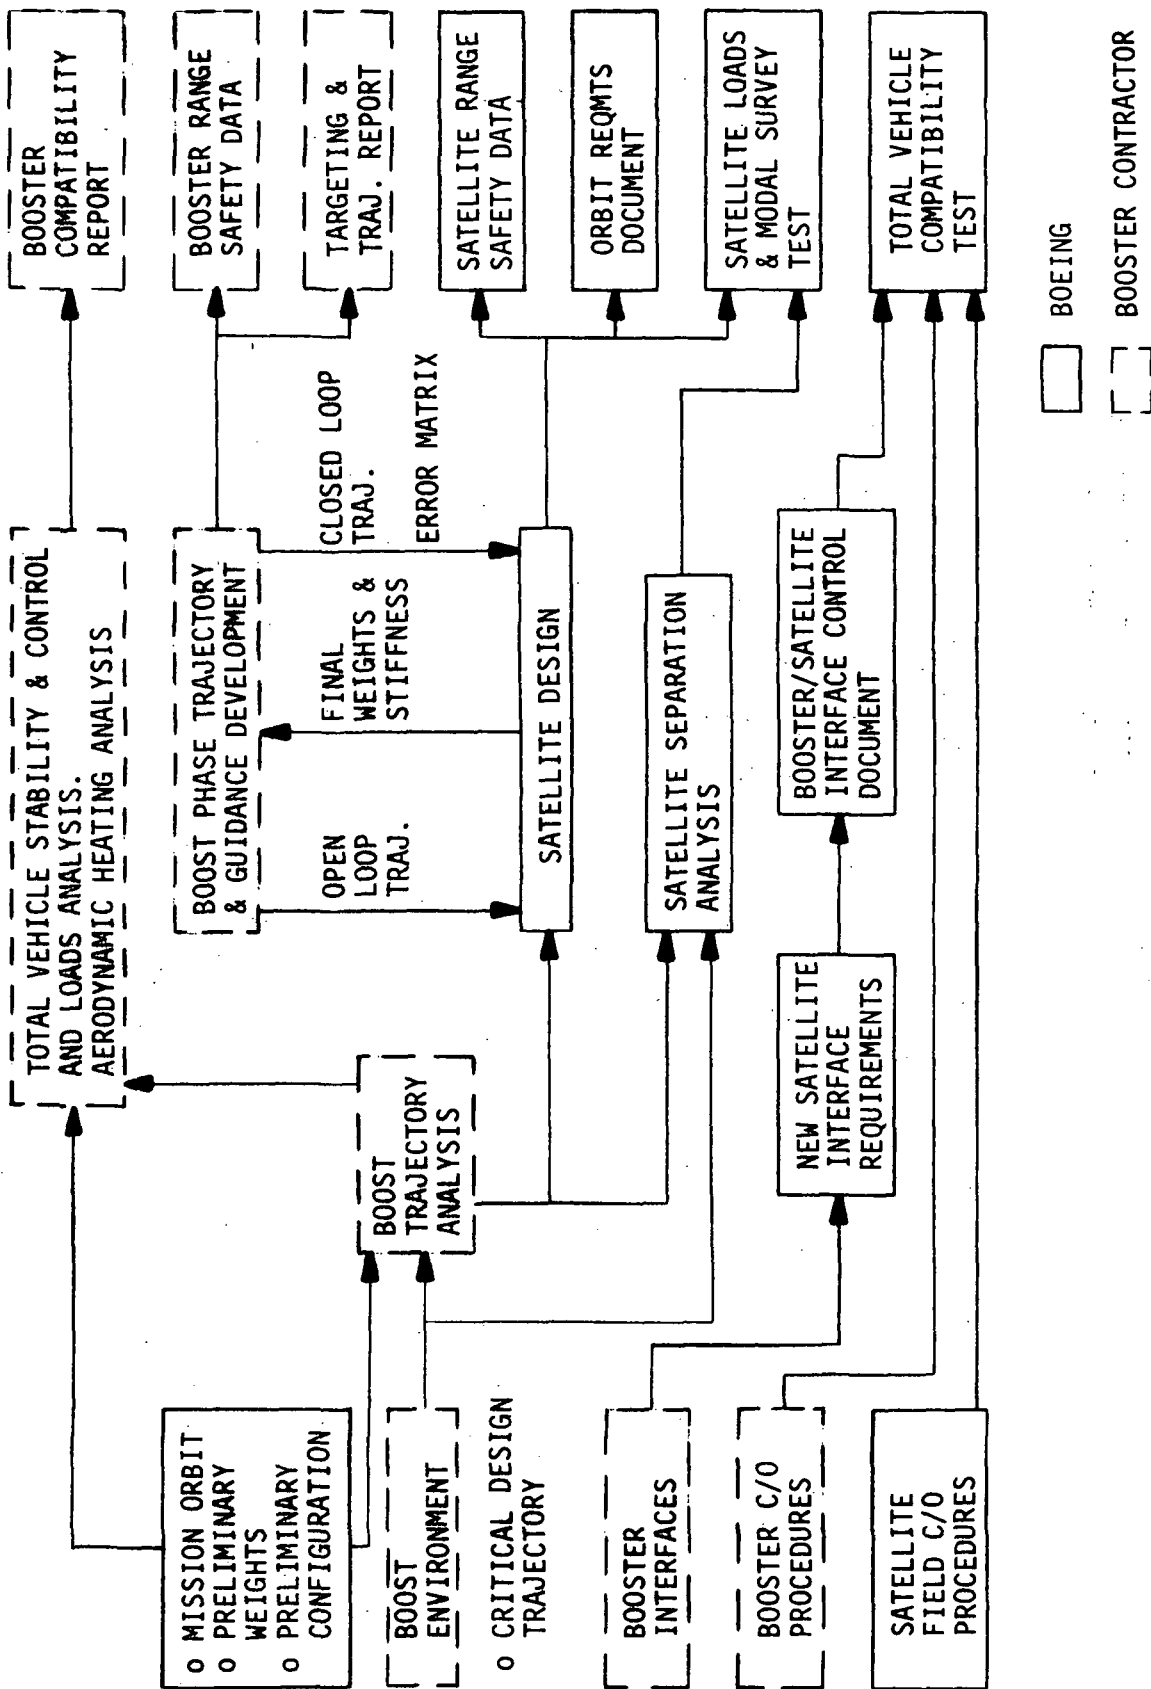 o MISSION ORBIT
o PRELIMINARY
WEIGHTS
o PRELIMINARY
CONFIGURATION
BOOST
ENVIRONMENT
o CRITICAL DESIGN
TRAJECTORY
BOOSTER
INTERFACES
BOOSTER C/O
PROCEDURES
SATELLITE
FIELD C/O
PROCEDURES
BOOST
TRAJECTORY
ANALYSIS
NEW SATELLITE
INTERFACE
REQUIREMENTS
TOTAL VEHICLE STABILITY & CONTROL
AND LOADS ANALYSIS.
AERODYNAMIC HEATING ANALYSIS
BOOST PHASE TRAJECTORY
& GUIDANCE DEVELOPMENT
OPEN
LOOP
TRAJ.
FINAL
WEIGHTS &
STIFFNESS
CLOSED LOOP
TRAJ.
ERROR MATRIX
SATELLITE DESIGN
SATELLITE SEPARATION
ANALYSIS
BOOSTER/SATELLITE
INTERFACE CONTROL
DOCUMENT
BOOSTER
COMPATIBILITY
REPORT
BOOSTER RANGE
SAFETY DATA
TARGETING &
TRAJ. REPORT
SATELLITE RANGE
SAFETY DATA
ORBIT REQMTS
DOCUMENT
SATELLITE LOADS
& MODAL SURVEY
TEST
TOTAL VEHICLE
COMPATIBILITY
TEST
BOEING
BOOSTER CONTRACTOR